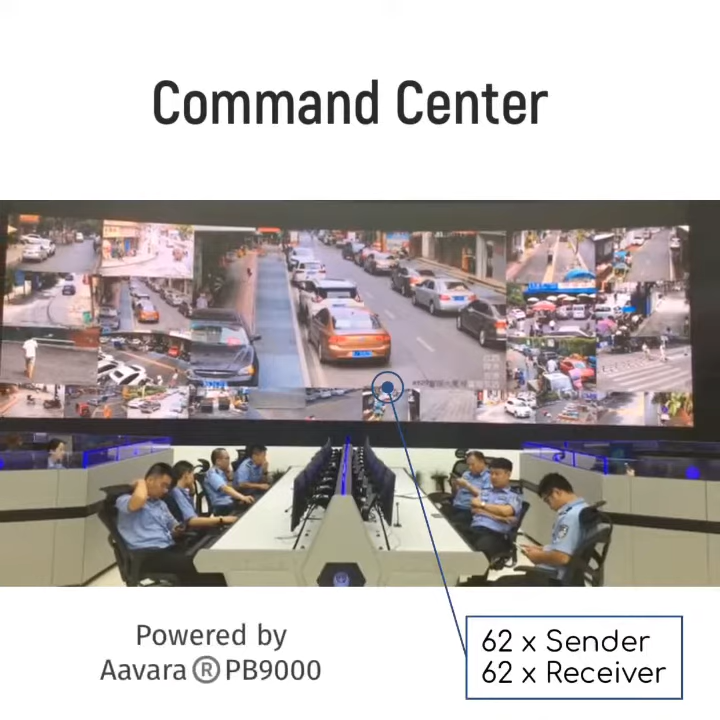 Command Center
Powered by
Aavara®PB9000
62 x Sender
62 x Receiver